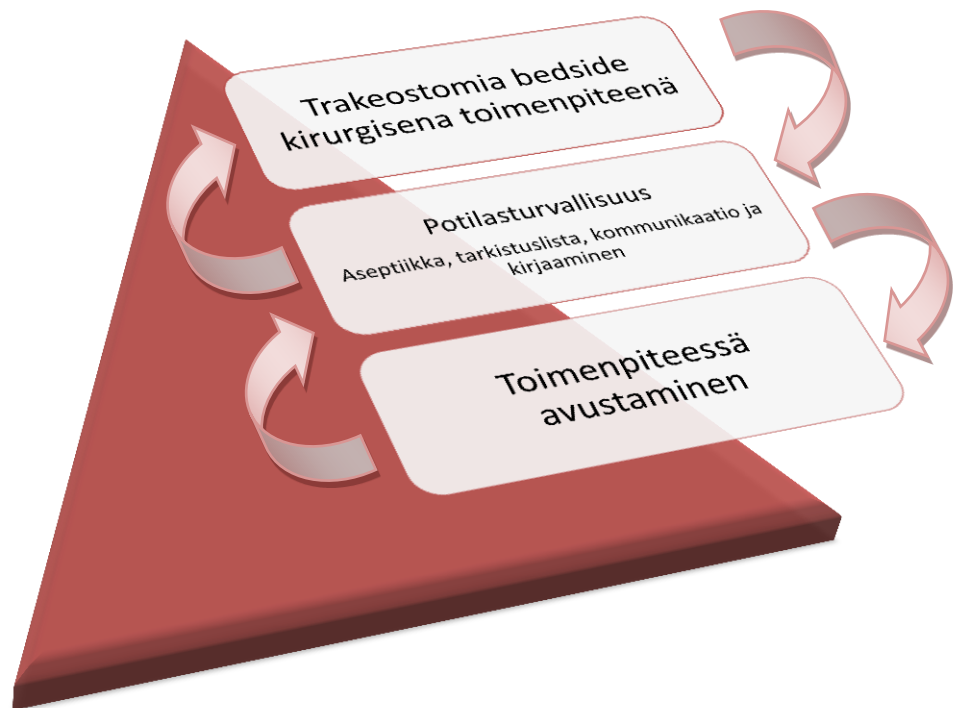 Trakeostomia bedside
kirurgisena toimenpiteenä
Potilasturvallisuus
Aseptiikka, tarkistuslista, kommunikaatio ja
kirjaaminen
Toimenpiteessä
avustaminen